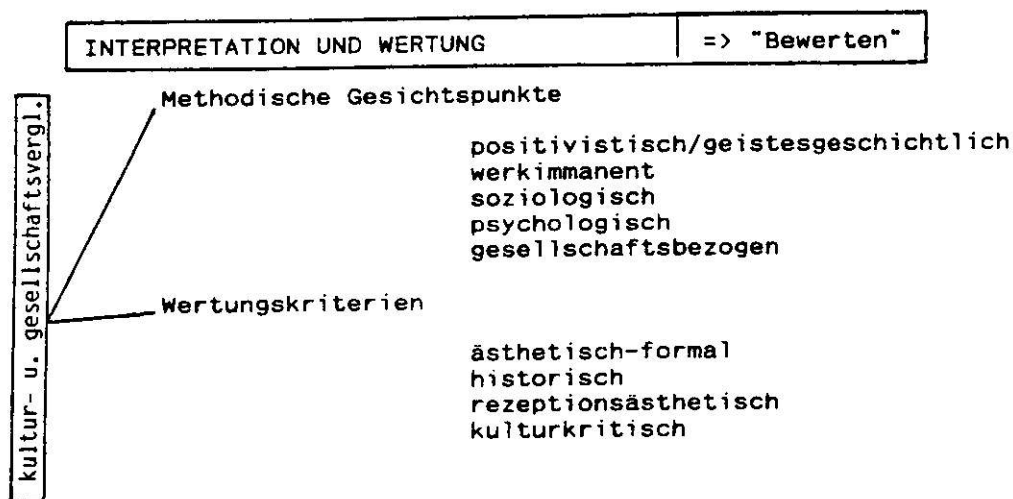 INTERPRETATION UND WERTUNG => "Bewerten"
Methodische Gesichtspunkte
positivistisch/geistesgeschichtlich
werkimmanent
soziologisch
psychologisch
gesellschaftsbezogen
Wertungskriterien
ästhetisch-formal
historisch
rezeptionsästhetisch
kulturkritisch
kultur- u. gesellschaftsvergl.